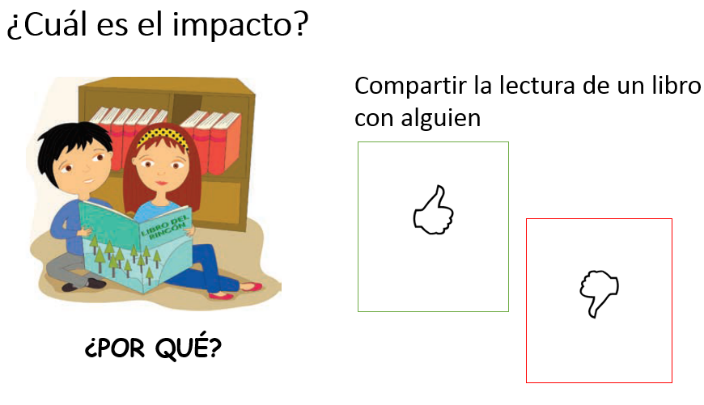 ¿Cuál es el impacto?
Compartir la lectura de un libro
con alguien
LIBRO DEL
RINCÓN
¿POR QUÉ?